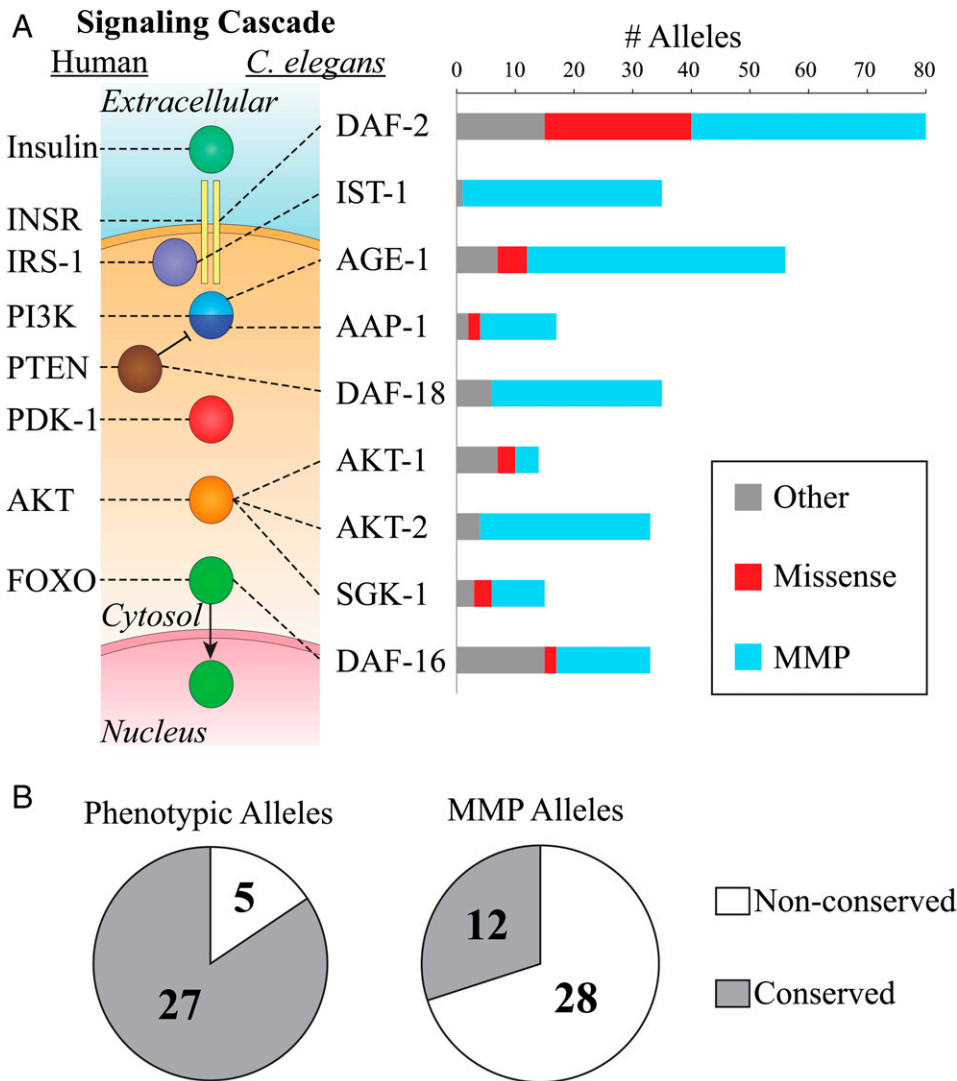 A
Signaling Cascade
Human
C. elegans
Extracellular
Insulin
INSR
IRS-1
PI3K
PTEN
PDK-1
AKT
FOXO
Cytosol
Nucleus
DAF-2
IST-1
AGE-1
AAP-1
DAF-18
AKT-1
AKT-2
SGK-1
DAF-16
# Alleles
0 10 20 30 40 50 60 70 80
Other
Missense
MMP
B
Phenotypic Alleles
5
27
MMP Alleles
12
28
Non-conserved
Conserved